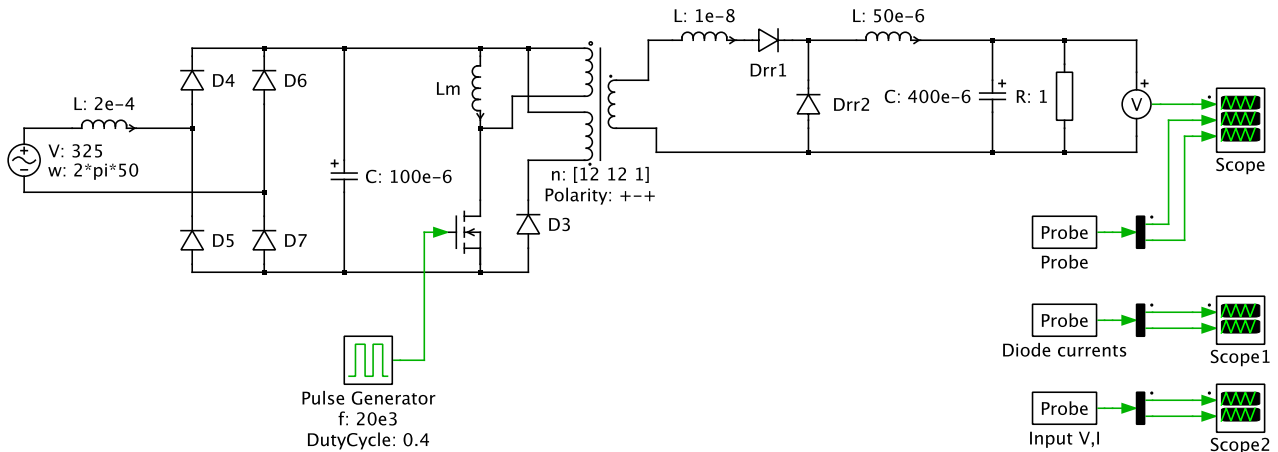 L: 1e-8
L: 50e-6
Drr1
D4
D6
Lm
L: 2e-4
Drr2
C: 400e-6
R: 1
V
V: 325
w: 2*pi*50
C: 100e-6
n: [12 12 1]
Polarity: +-+
Scope
D5
D7
D3
Probe
Probe
Probe
Diode currents
Scope1
Pulse Generator
f: 20e3
DutyCycle: 0.4
Probe
Input V,I
Scope2